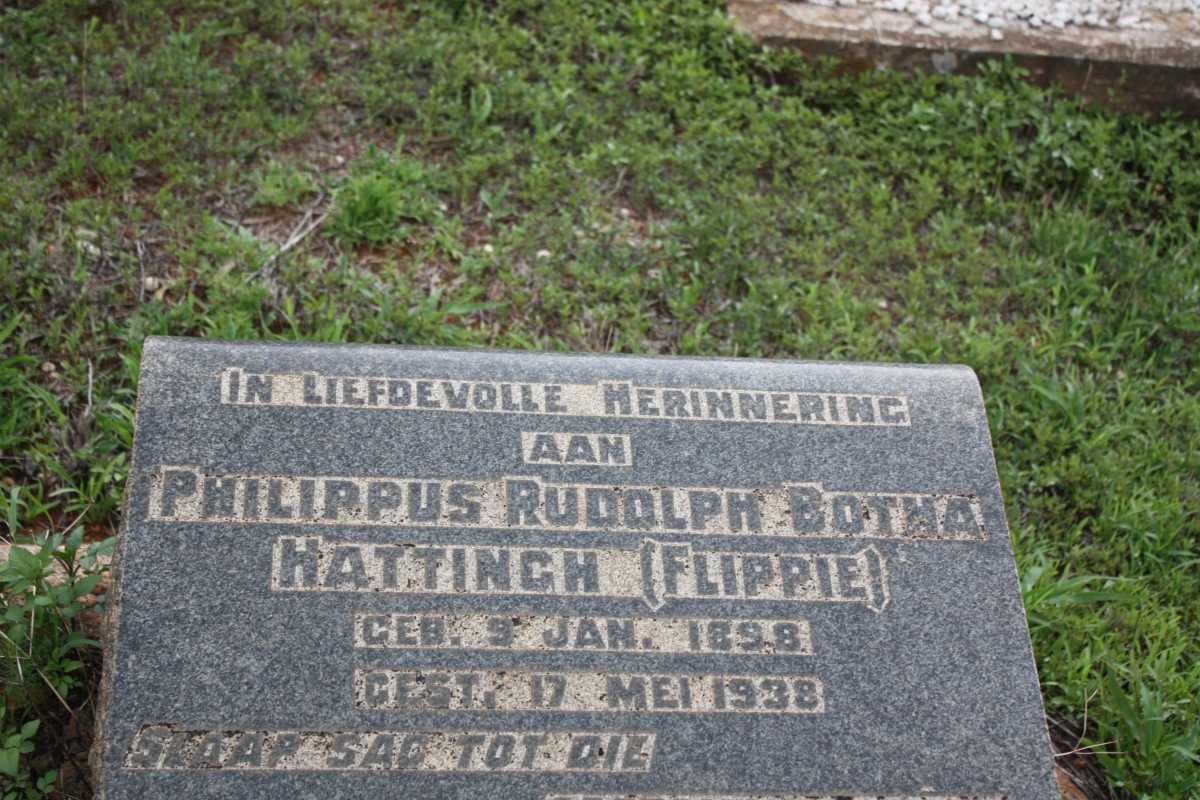 IN LIEFDEVOLLE HERINNERING
AAN
PHILIPPUS RUDOLPH BOTHA
HATTINGH (FLIPPIE)
GEB. 9 JAN. 1898
GEST. 17 MEI 1938
SLAAP SAG TOT DIE